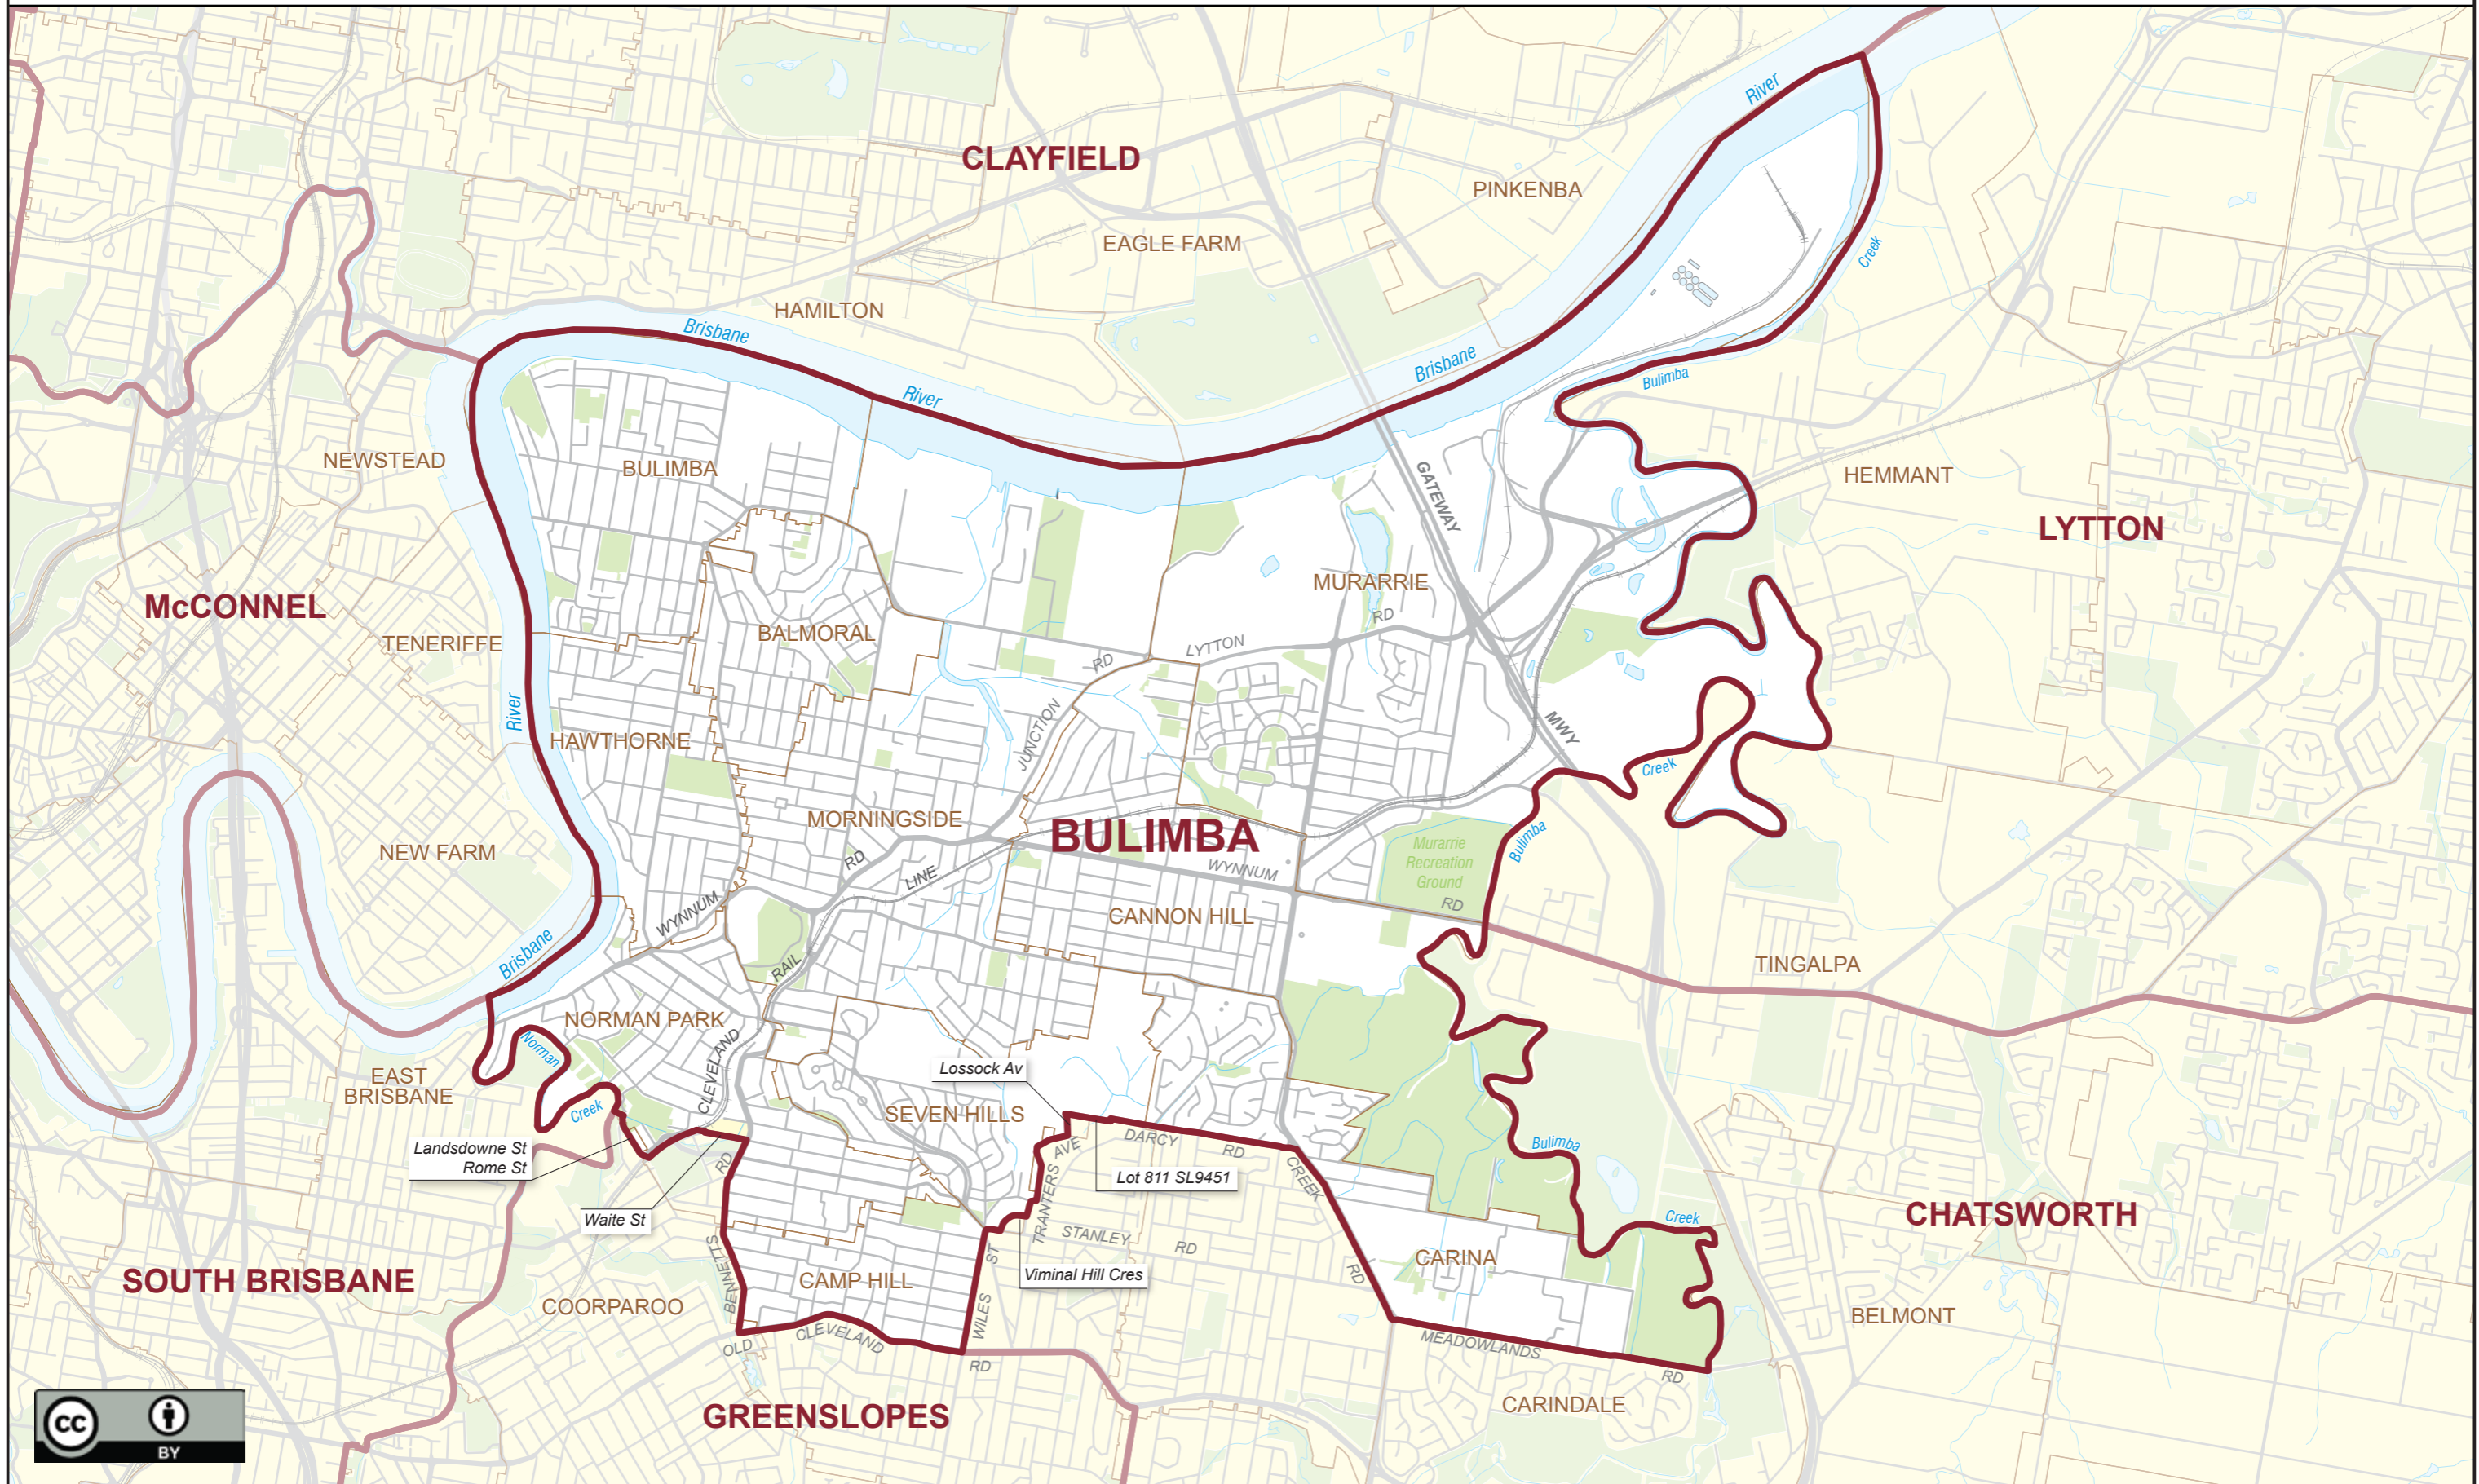 CLAYFIELD
River
PINKENBA
EAGLE FARM
Creek
HAMILTON
Brisbane
Brisbane
Bulimba
River
NEWSTEAD
BULIMBA
GATEWAY
HEMMANT
LYTTON
McCONNEL
MURARRIE
RD
TENERIFFE
BALMORAL
LYTTON
RD
River
HAWTHORNE
JUNCTION
MWY
Creek
MORNINGSIDE
BULIMBA
Bulimba
NEW FARM
RD
LINE
WYNNUM
Murarrie
Recreation
Ground
RD
WYNNUM
CANNON HILL
Brisbane
RAIL
TINGALPA
NORMAN PARK
Norman
CLEVELAND
EAST
BRISBANE
Lossock Av
Creek
SEVEN HILLS
AVE
DARCY
RD
Bulimba
Landsdowne St
Rome St
RD
TRANTERS
Lot 811 SL9451
CREEK
Waite St
STANLEY
RD
Creek
CHATSWORTH
SOUTH BRISBANE
BENNETTS
CAMP HILL
ST
Viminal Hill Cres
RD
CARINA
COORPAROO
WILES
BELMONT
OLD
CLEVELAND
RD
MEADOWLANDS
RD
GREENSLOPES
CARINDALE
CC
BY